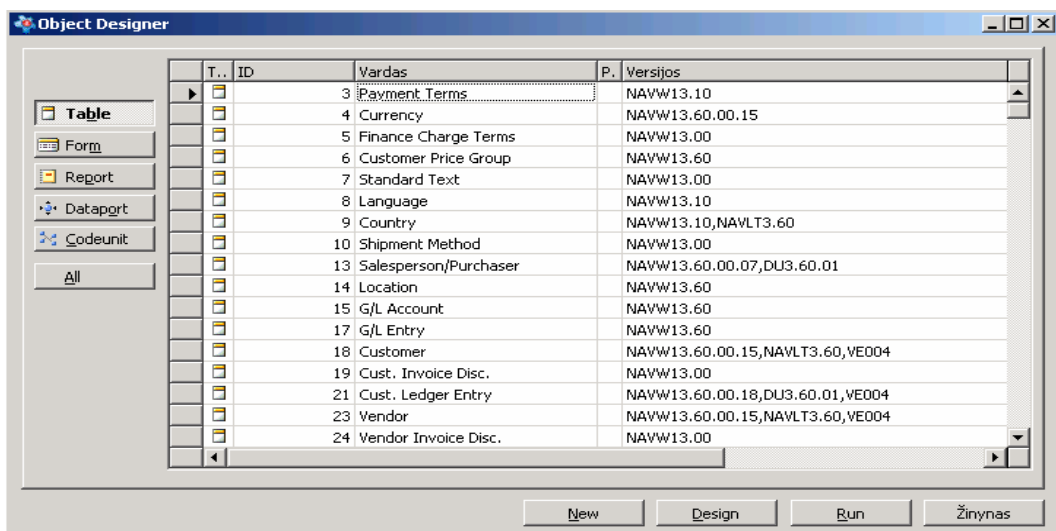 Object Designer
T.. ID Vardas P. Versijos
3 Payment Terms NAVW13.10
4 Currency NAVW13.60.00.15
5 Finance Charge Terms NAVW13.00
6 Customer Price Group NAVW13.60
7 Standard Text NAVW13.00
8 Language NAVW13.10
9 Country NAVW13.10,NAVLT3.60
10 Shipment Method NAVW13.00
13 Salesperson/Purchaser NAVW13.60.00.07,DU3.60.01
14 Location NAVW13.60
15 G/L Account NAVW13.60
17 G/L Entry NAVW13.60
18 Customer NAVW13.60.00.15,NAVLT3.60,VE004
19 Cust. Invoice Disc. NAVW13.00
21 Cust. Ledger Entry NAVW13.60.00.18,DU3.60.01,VE004
23 Vendor NAVW13.60.00.15,NAVLT3.60,VE004
24 Vendor Invoice Disc. NAVW13.00
Table
Form
Report
Dataport
Codeunit
All
New Design Run Žinynas